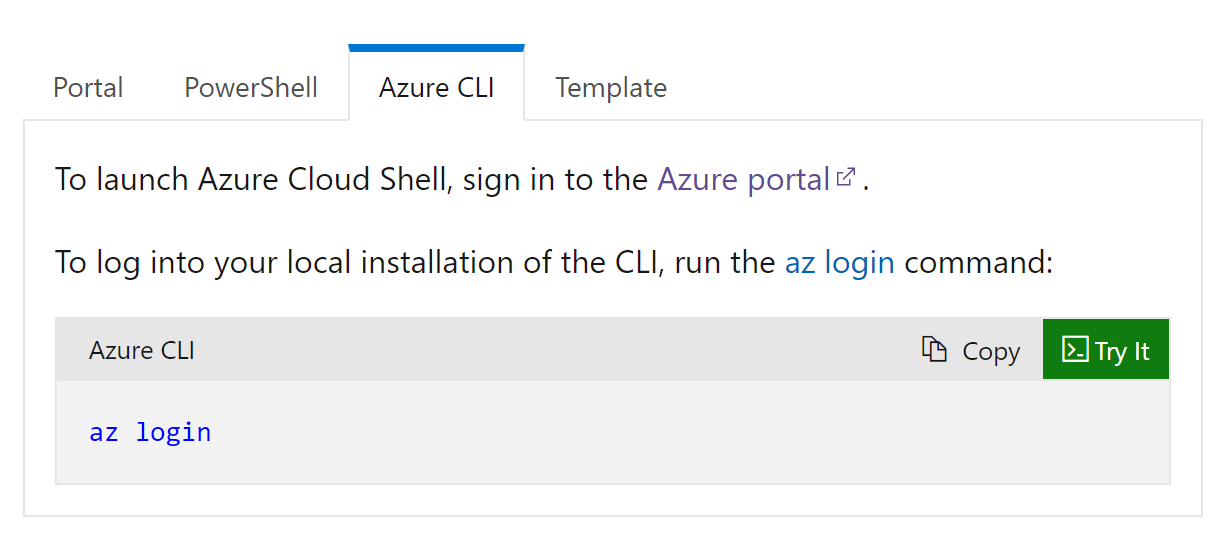 Portal PowerShell Azure CLI Template
To launch Azure Cloud Shell, sign in to the Azure portal .
To log into your local installation of the CLI, run the az login command:
Azure CLI Copy Try It
az login